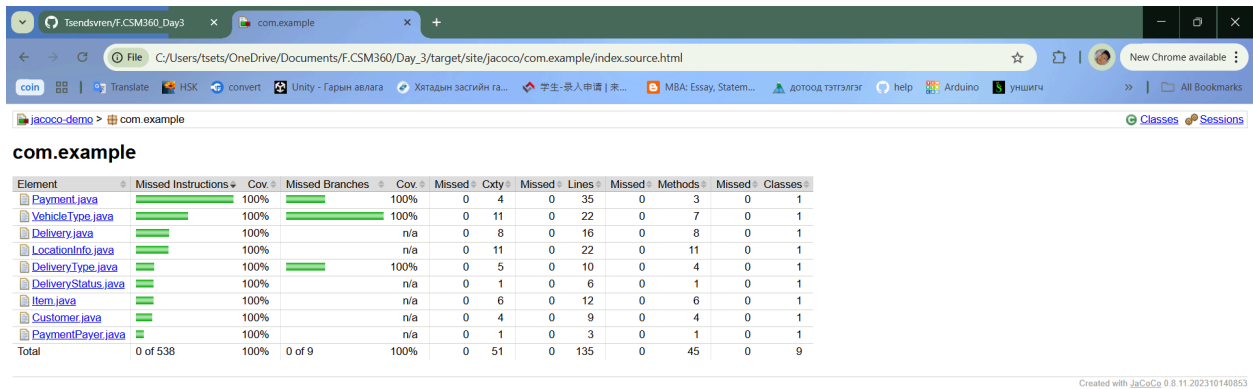 Tsendsvren/F.CSM360_Day3
com.example
File C:/Users/tsets/OneDrive/Documents/F.CSM360/Day_3/target/site/jacoco/com.example/index.source.html
New Chrome available
coin Translate HSK convert Unity - Гарын авлага Хятадын засгийн га... 学生-录入申请 | 来... MBA: Essay, Statem... дотоод тэтгэлэг help Arduino уншигч » All Bookmarks
jacoco-demo > com.example Classes Sessions
com.example
Element Missed Instructions Cov. Missed Branches Cov. Missed Cxty Missed Lines Missed Methods Missed Classes
Payment.java 100% 100% 0 4 0 35 0 3 0 1
VehicleType.java 100% 100% 0 11 0 22 0 7 0 1
Delivery.java 100% n/a 0 8 0 16 0 8 0 1
LocationInfo.java 100% n/a 0 11 0 22 0 11 0 1
DeliveryType.java 100% 100% 0 5 0 10 0 4 0 1
DeliveryStatus.java 100% n/a 0 1 0 6 0 1 0 1
Item.java 100% n/a 0 6 0 12 0 6 0 1
Customer.java 100% n/a 0 4 0 9 0 4 0 1
PaymentPayer.java 100% n/a 0 1 0 3 0 1 0 1
Total 0 of 538 100% 0 of 9 100% 0 51 0 135 0 45 0 9
Created with JaCoCo 0.8.11.202310140853